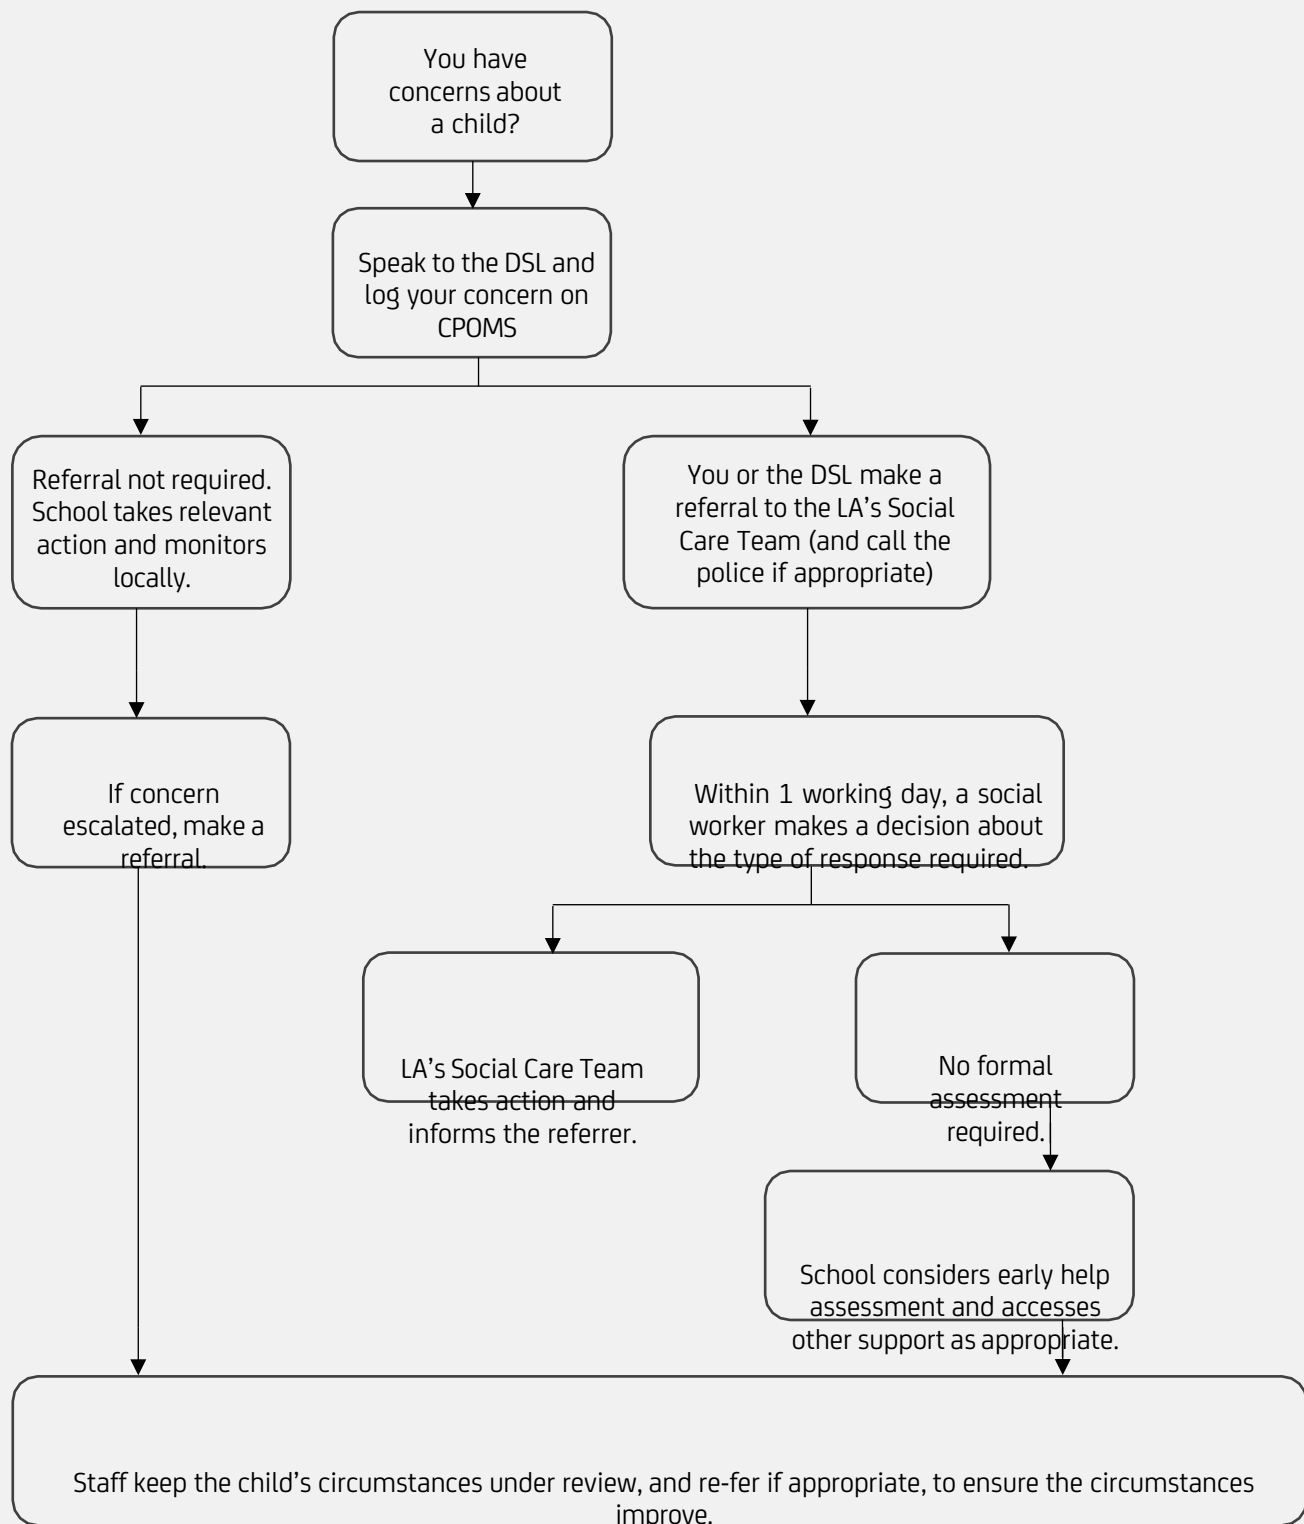 You have
concerns about
a child?
Speak to the DSL and
log your concern on
CPOMS
Referral not required.
School takes relevant
action and monitors
locally.
You or the DSL make a
referral to the LA’s Social
Care Team (and call the
police if appropriate)
If concern
escalated, make a
referral.
Within 1 working day, a social
worker makes a decision about
the type of response required.
LA’s Social Care Team
takes action and
informs the referrer.
No formal
assessment
required.
School considers early help
assessment and accesses
other support as appropriate.
Staff keep the child’s circumstances under review, and re-fer if appropriate, to ensure the circumstances
improve.